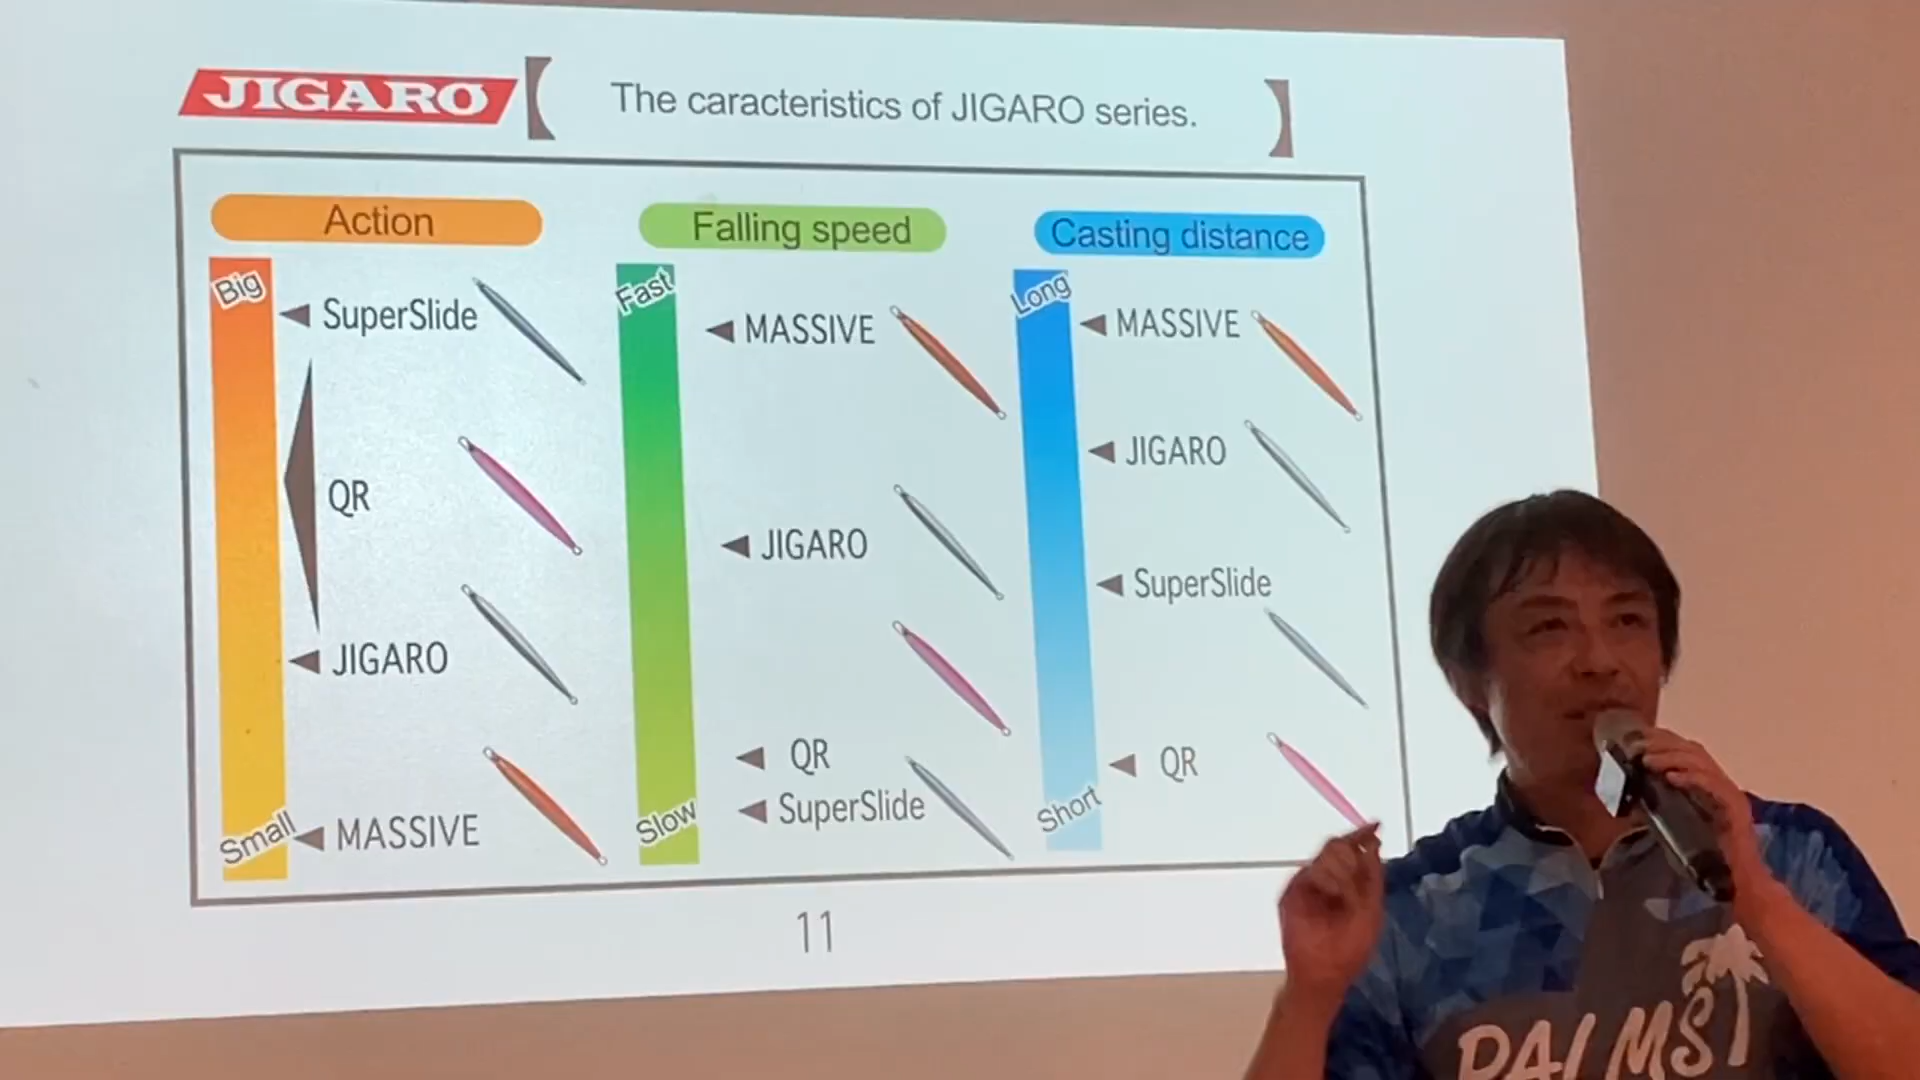 JIGARO
The caracteristics of JIGARO series.
Action
Big
SuperSlide
QR
JIGARO
Small
MASSIVE
Falling speed
Fast
MASSIVE
JIGARO
QR
Slow
SuperSlide
Casting distance
Long
MASSIVE
JIGARO
SuperSlide
QR
Short
11
PALMS